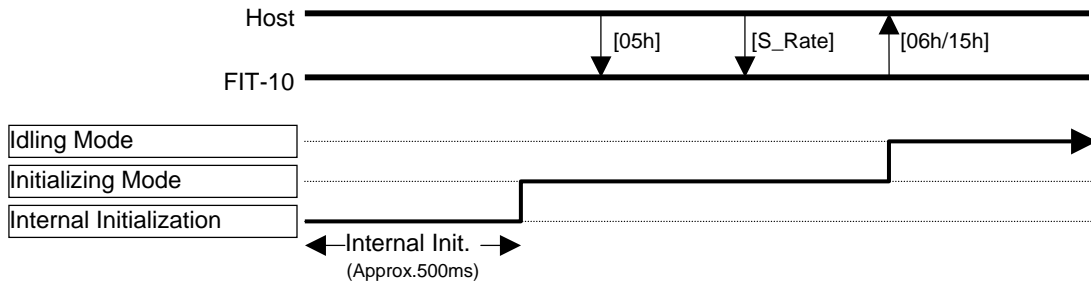 Host
[05h]
[S_Rate]
[06h/15h]
FIT-10
Idling Mode
Initializing Mode
Internal Initialization
Internal Init.
(Approx.500ms)